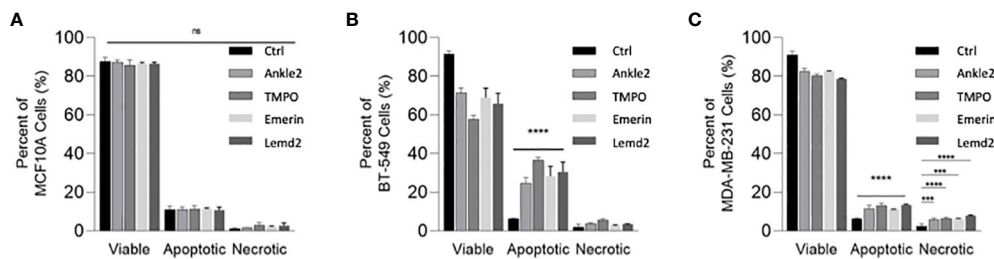 A
ns
Percent of
MCF10A Cells (%)
100
80
60
40
20
0
Viable Apoptotic Necrotic
Ctrl
Ankle2
TMPO
Emerin
Lemd2
B
Percent of
BT-549 Cells (%)
100
80
60
40
20
0
****
Viable Apoptotic Necrotic
Ctrl
Ankle2
TMPO
Emerin
Lemd2
C
Percent of
MDA-MB-231 Cells (%)
100
80
60
40
20
0
****
****
***
****
***
Viable Apoptotic Necrotic
Ctrl
Ankle2
TMPO
Emerin
Lemd2